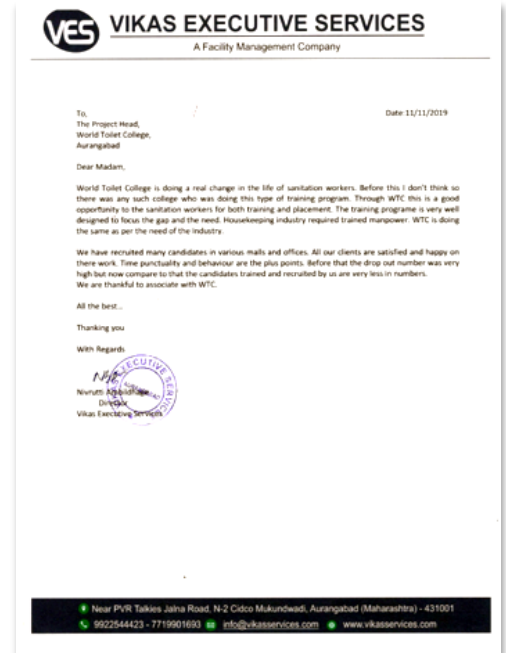 VES
VIKAS EXECUTIVE SERVICES
A Facility Management Company
To,
Date 11/11/2019
The Project Head,
World Toilet College,
Aurangabad
Dear Madam,
World Toilet College is doing a real change in the life of sanitation workers. Before this I don't think so
there was any such college who was doing this type of training program. Through WTC this is a good
opportunity to the sanitation workers for both training and placement. The training programe is very well
designed to focus the gap and the need. Housekeeping industry required trained manpower. WTC is doing
the same as per the need of the Industry.
We have recruited many candidates in various malls and offices. All our clients are satisfied and happy on
there work. Time punctuality and behaviour are the plus points. Before that the drop out number was very
high but now compare to that the candidates trained and recruited by us are very less in numbers.
We are thankful to associate with WTC.
All the best...
Thanking you
With Regards
Nivrutti
Director
Vikas Executive Services
Near PVR Talkies Jalna Road, N-2 Cidco Mukundwadi, Aurangabad (Maharashtra) - 431001
9922544423 - 7719901693 info@vikasservices.com www.vikasservices.com